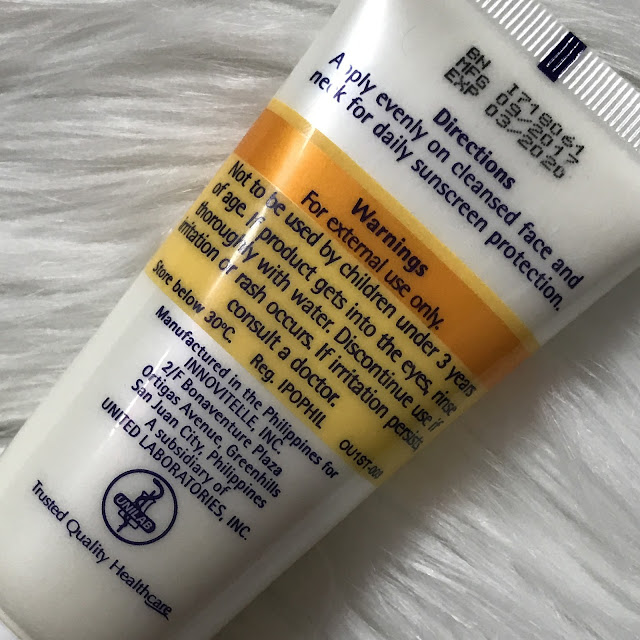 BN I719061
MFG 03/2017
EXP 03/2020
Directions
Apply evenly on cleansed face and
neck for daily sunscreen protection.
Warnings
For external use only.
Not to be used by children under 3 years
of age. If product gets into the eyes, rinse
thoroughly with water. Discontinue use if
irritation or rash occurs. If irritation persists,
consult a doctor.
Store below 30°C. Reg. IPOPHIL
Manufactured in the Philippines for
INNOVITELLE, INC.
2/F Bonaventure Plaza
Ortigas Avenue, Greenhills
San Juan City, Philippines
A subsidiary of
UNITED LABORATORIES, INC.
Trusted Quality Healthcare